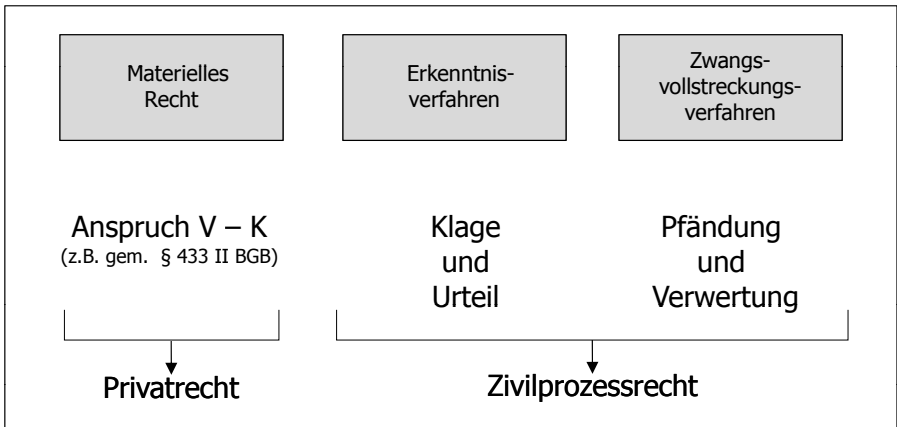 Materielles
Recht
Erkenntnis-
verfahren
Zwangs-
vollstreckungs-
verfahren
Anspruch V – K
(z.B. gem. § 433 II BGB)
Klage
und
Urteil
Pfändung
und
Verwertung
Privatrecht
Zivilprozessrecht